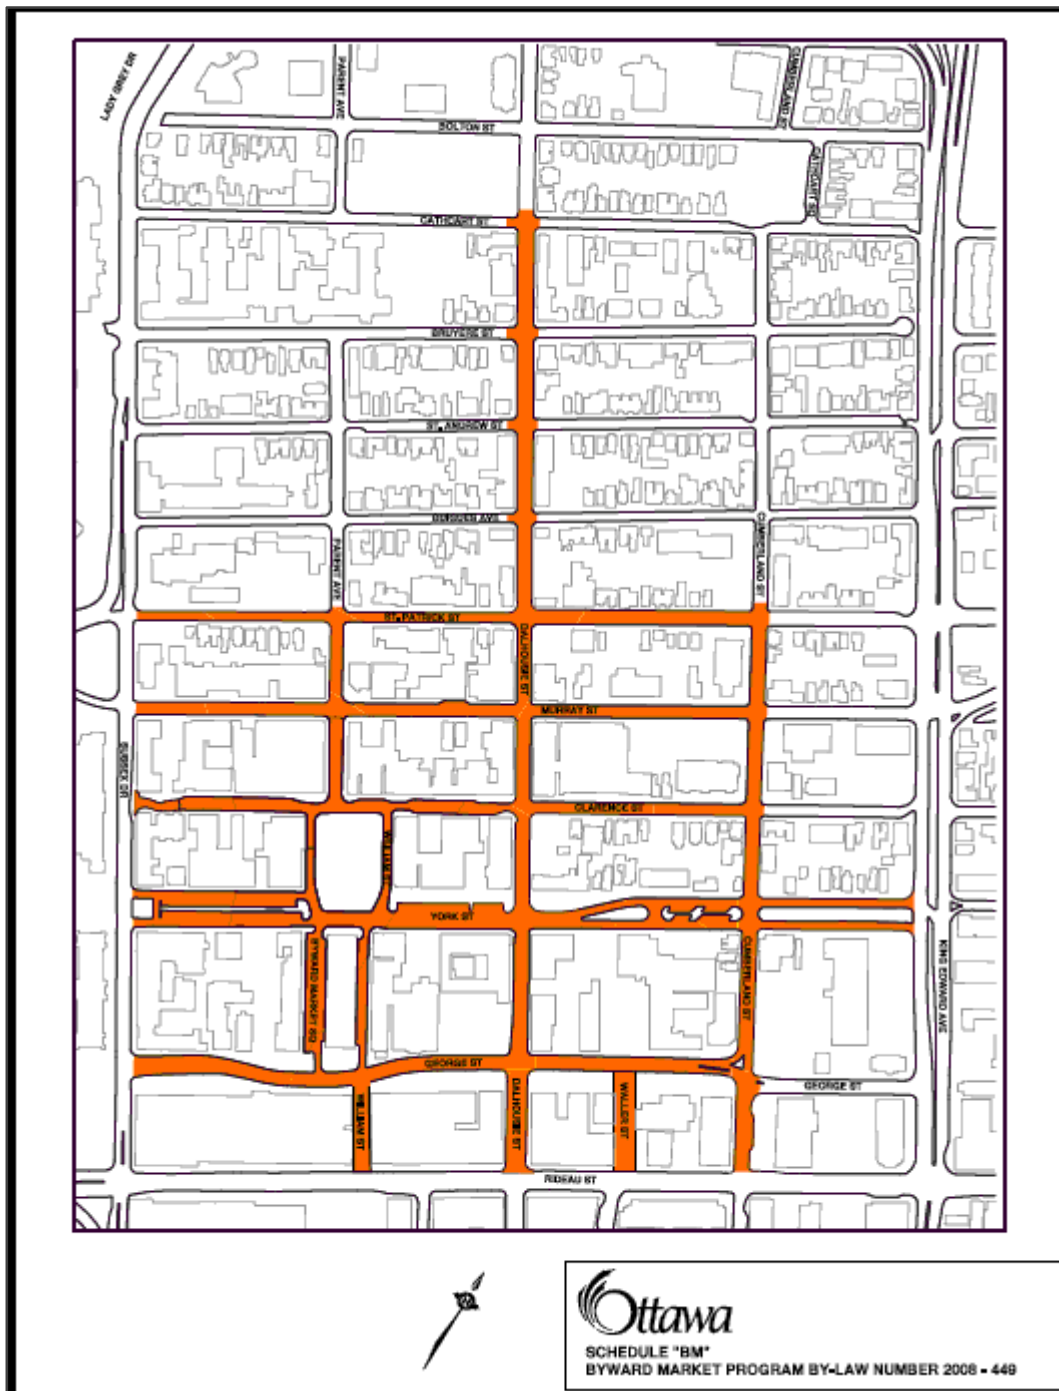 LADY GREY DR
PARENT AVE
CUMBERLAND ST
BOLTON ST
CATHCART SQ
CATHCART ST
BRUYERE ST
ST. ANDREW ST
GUIGUES AVE
PARENT AVE
CUMBERLAND ST
ST. PATRICK ST
DALHOUSIE ST
MURRAY ST
SUSSEX DR
CLARENCE ST
WILLIAM ST
YORK ST
BYWARD MARKET SQ
CUMBERLAND ST
KING EDWARD AVE
GEORGE ST
GEORGE ST
WILLIAM ST
DALHOUSIE ST
WALLER ST
RIDEAU ST
Ottawa
SCHEDULE "BM"
BYWARD MARKET PROGRAM BY-LAW NUMBER 2008 - 449